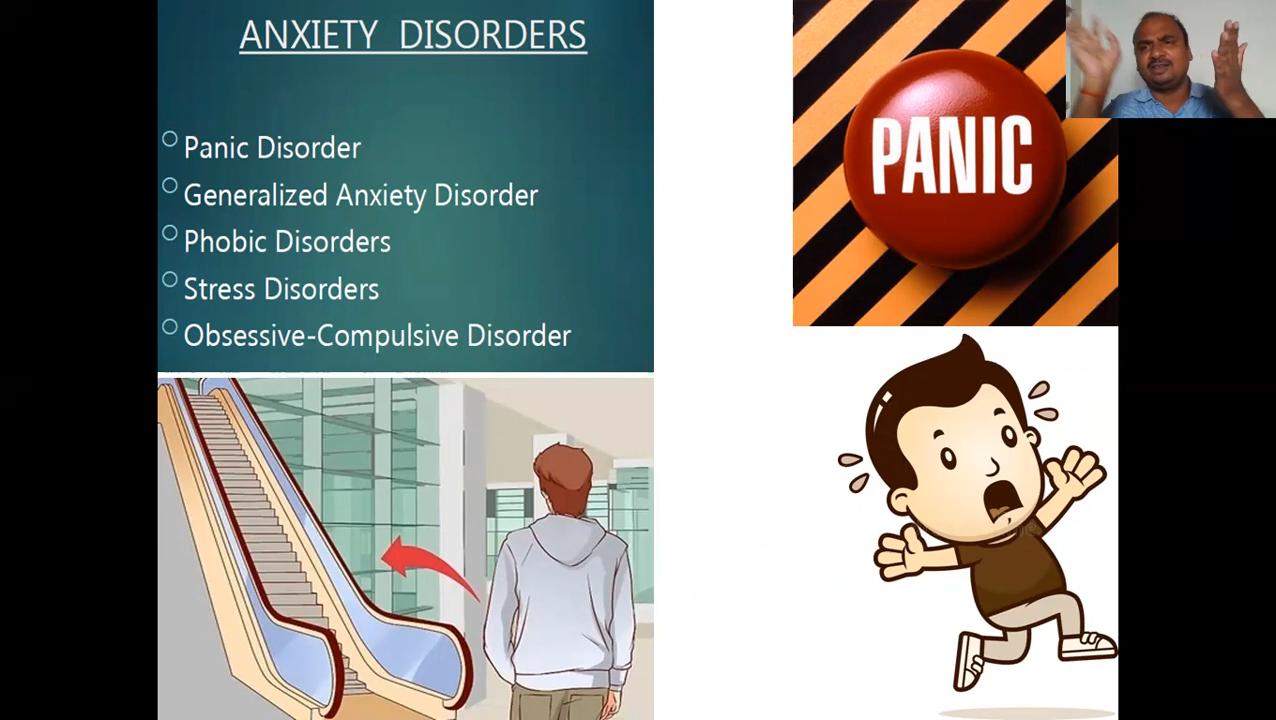 ANXIETY DISORDERS
Panic Disorder
Generalized Anxiety Disorder
Phobic Disorders
Stress Disorders
Obsessive-Compulsive Disorder
PANIC